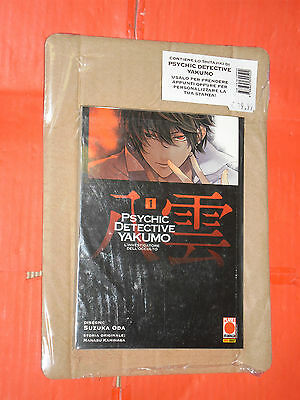 CONTIENE LO SHITAJIKI DI
PSYCHIC DETECTIVE
YAKUMO
USALO PER PRENDERE
APPUNTI OPPURE PER
PERSONALIZZARE LA
TUA STANZA!
八雲
1
PSYCHIC
DETECTIVE
YAKUMO
L'INVESTIGATORE
DELL'OCCULTO
DISEGNI:
SUZUKA ODA
STORIA ORIGINALE:
MANABU KAMINAGA